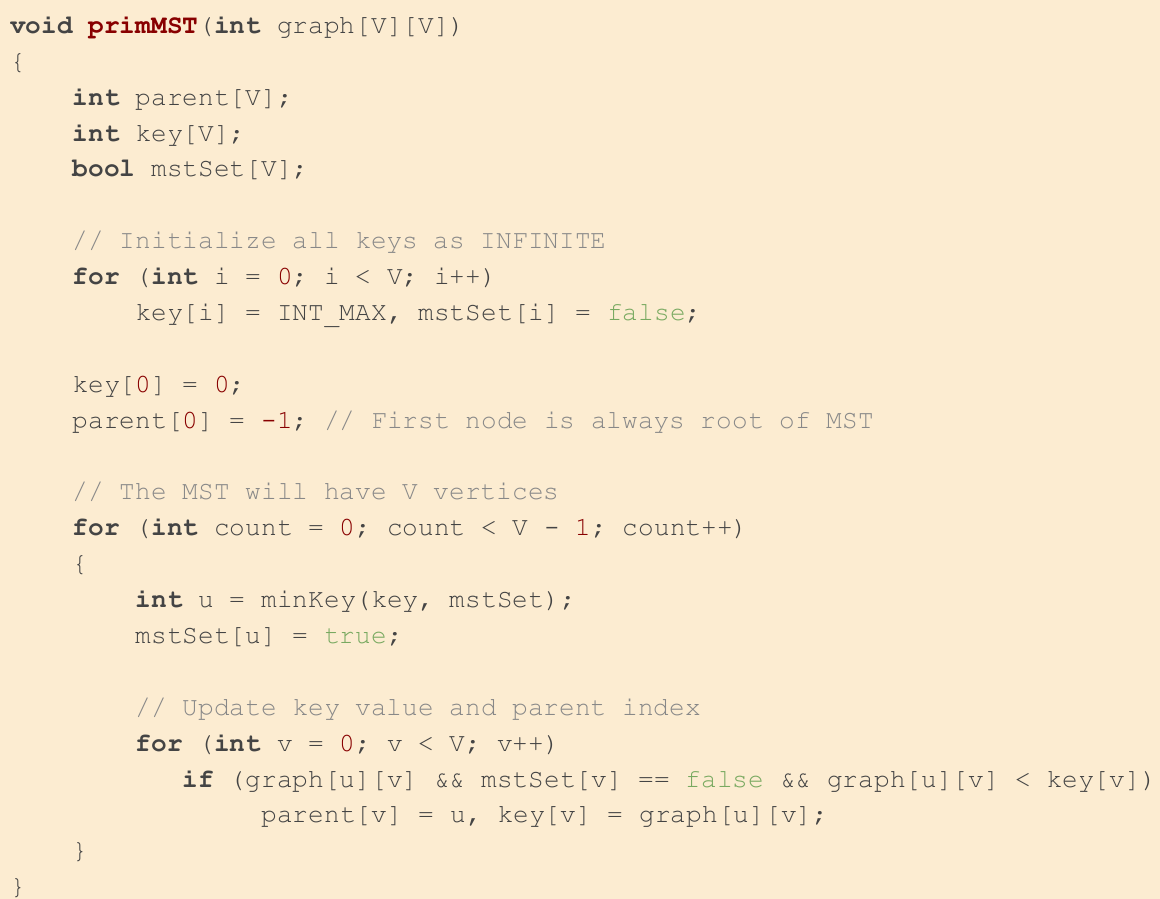 void primMST(int graph[V][V])
{
    int parent[V];
    int key[V];
    bool mstSet[V];

    // Initialize all keys as INFINITE
    for (int i = 0; i < V; i++)
        key[i] = INT_MAX, mstSet[i] = false;

    key[0] = 0;
    parent[0] = -1; // First node is always root of MST

    // The MST will have V vertices
    for (int count = 0; count < V - 1; count++)
    {
        int u = minKey(key, mstSet);
        mstSet[u] = true;

        // Update key value and parent index
        for (int v = 0; v < V; v++)
           if (graph[u][v] && mstSet[v] == false && graph[u][v] < key[v])
                parent[v] = u, key[v] = graph[u][v];
    }
}